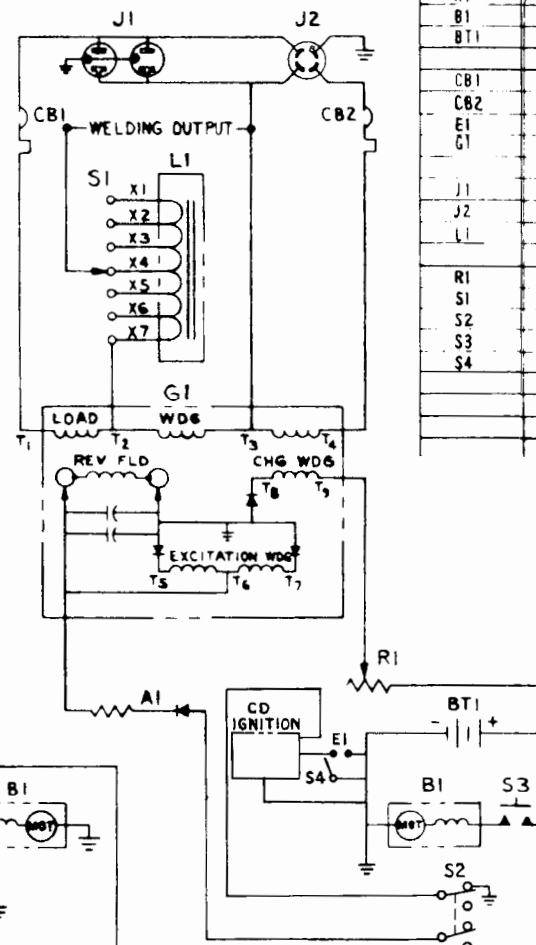 J1
J2
B1
BT1
CB1
CB2
E1
G1
J1
J2
L1
R1
S1
S2
S3
S4
CB1
CB2
WELDING OUTPUT
S1
L1
X1
X2
X3
X4
X5
X6
X7
G1
LOAD WDG
T1 T2 T3 T4
REV FLD
CHG WDG
T8 T9
EXCITATION WDG
T5 T6 T7
R1
A1
CD
IGNITION
E1
S4
BT1
- +
B1
MOT
S3
B1
MOT
S2